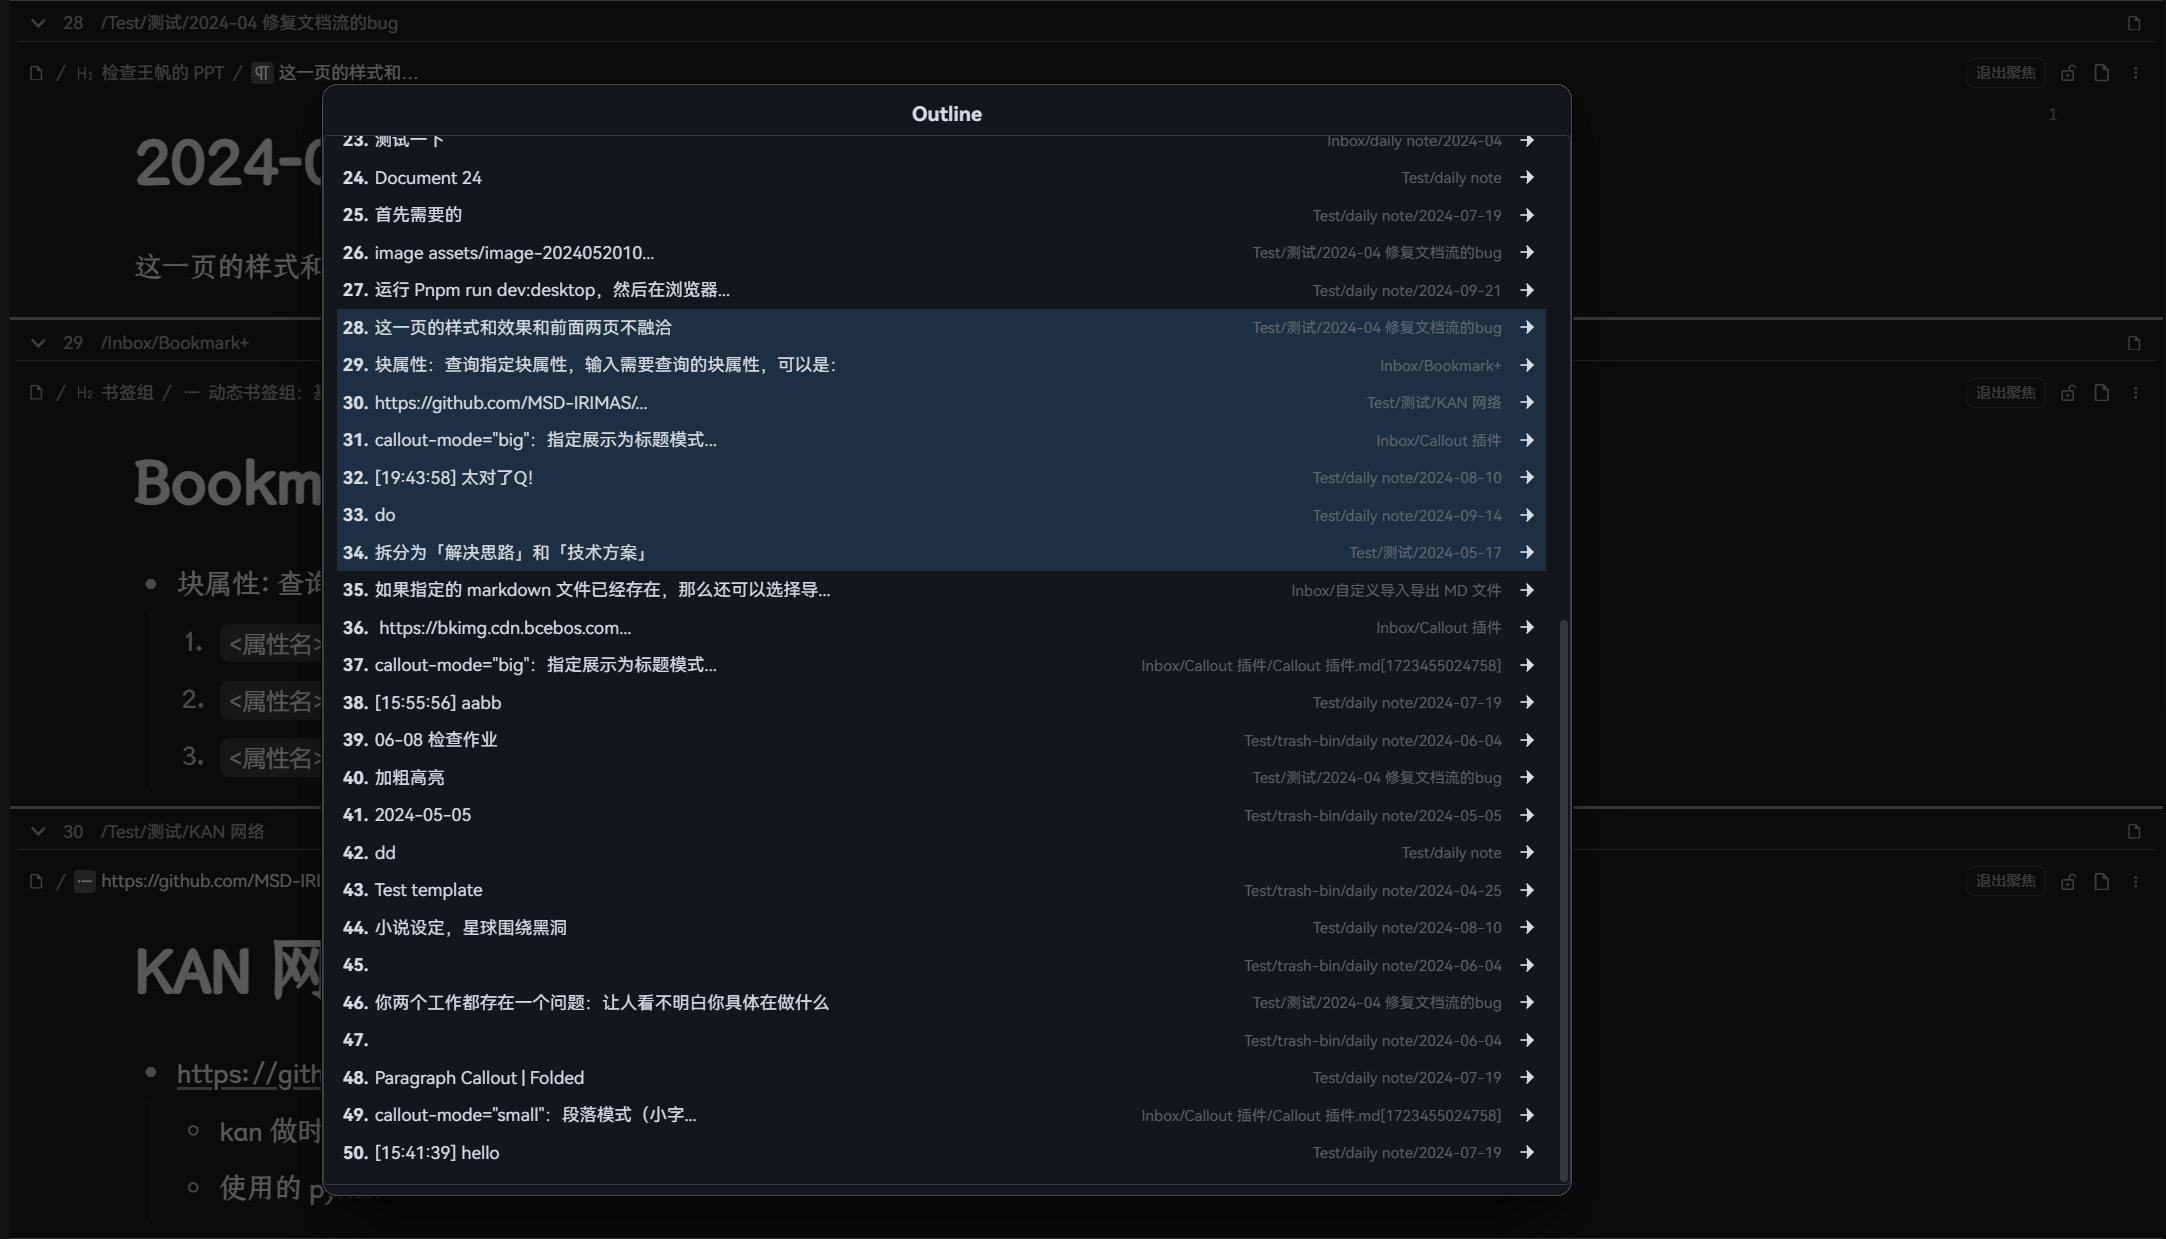 28 /Test/测试/2024-04 修复文档流的bug
/ H1 检查王帆的 PPT / 这一页的样式和... 退出聚焦
1
2024-0
这一页的样式和
29 /Inbox/Bookmark+
/ H2 书签组 / 动态书签组: 退出聚焦
Bookm
块属性: 查询
1. <属性名>
2. <属性名>
3. <属性名>
30 /Test/测试/KAN 网络
/ https://github.com/MSD-IRI 退出聚焦
KAN 网
https://gith
kan 做时
使用的
Outline
23. 测试一下 Inbox/daily note/2024-04
24. Document 24 Test/daily note
25. 首先需要的 Test/daily note/2024-07-19
26. image assets/image-2024052010... Test/测试/2024-04 修复文档流的bug
27. 运行 Pnpm run dev:desktop，然后在浏览器... Test/daily note/2024-09-21
28. 这一页的样式和效果和前面两页不融洽 Test/测试/2024-04 修复文档流的bug
29. 块属性：查询指定块属性，输入需要查询的块属性，可以是： Inbox/Bookmark+
30. https://github.com/MSD-IRIMAS/... Test/测试/KAN 网络
31. callout-mode="big"：指定展示为标题模式... Inbox/Callout 插件
32. [19:43:58] 太对了Q! Test/daily note/2024-08-10
33. do Test/daily note/2024-09-14
34. 拆分为「解决思路」和「技术方案」 Test/测试/2024-05-17
35. 如果指定的 markdown 文件已经存在，那么还可以选择导... Inbox/自定义导入导出 MD 文件
36. https://bkimg.cdn.bcebos.com... Inbox/Callout 插件
37. callout-mode="big"：指定展示为标题模式... Inbox/Callout 插件/Callout 插件.md[1723455024758]
38. [15:55:56] aabb Test/daily note/2024-07-19
39. 06-08 检查作业 Test/trash-bin/daily note/2024-06-04
40. 加粗高亮 Test/测试/2024-04 修复文档流的bug
41. 2024-05-05 Test/trash-bin/daily note/2024-05-05
42. dd Test/daily note
43. Test template Test/trash-bin/daily note/2024-04-25
44. 小说设定，星球围绕黑洞 Test/daily note/2024-08-10
45. Test/trash-bin/daily note/2024-06-04
46. 你两个工作都存在一个问题：让人看不明白你具体在做什么 Test/测试/2024-04 修复文档流的bug
47. Test/trash-bin/daily note/2024-06-04
48. Paragraph Callout | Folded Test/daily note/2024-07-19
49. callout-mode="small"：段落模式（小字... Inbox/Callout 插件/Callout 插件.md[1723455024758]
50. [15:41:39] hello Test/daily note/2024-07-19